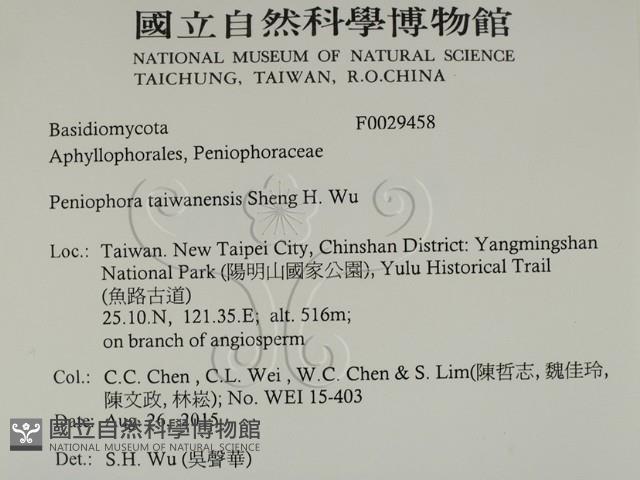 國立自然科學博物館
NATIONAL MUSEUM OF NATURAL SCIENCE
TAICHUNG, TAIWAN, R.O.CHINA
Basidiomycota F0029458
Aphyllophorales, Peniophoraceae
Peniophora taiwanensis Sheng H. Wu
Loc.: Taiwan. New Taipei City, Chinshan District: Yangmingshan
National Park (陽明山國家公園), Yulu Historical Trail
(魚路古道)
25.10.N, 121.35.E; alt. 516m;
on branch of angiosperm
Col.: C.C. Chen , C.L. Wei , W.C. Chen & S. Lim(陳哲志, 魏佳玲,
陳文政, 林崧); No. WEI 15-403
Date: Aug. 26, 2015
國立自然科學博物館
NATIONAL MUSEUM OF NATURAL SCIENCE
Det.: S.H. Wu (吳聲華)